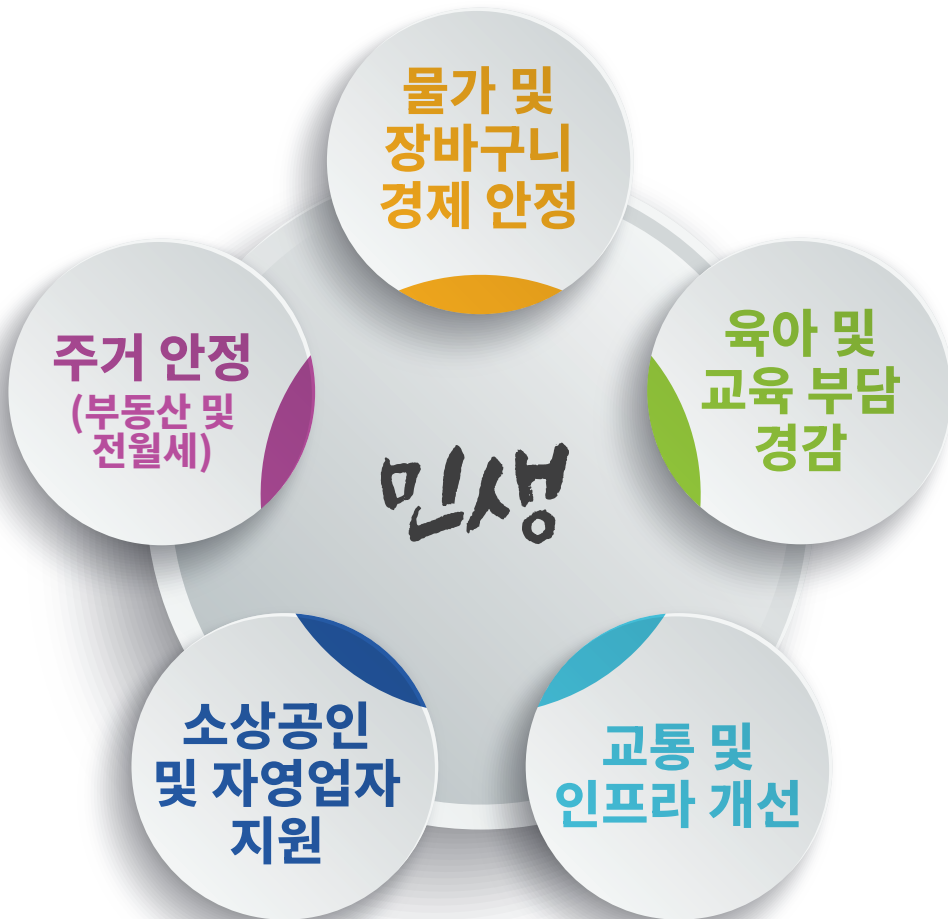 물가 및
장바구니
경제 안정
주거 안정
(부동산 및
전월세)
육아 및
교육 부담
경감
민생
소상공인
및 자영업자
지원
교통 및
인프라 개선